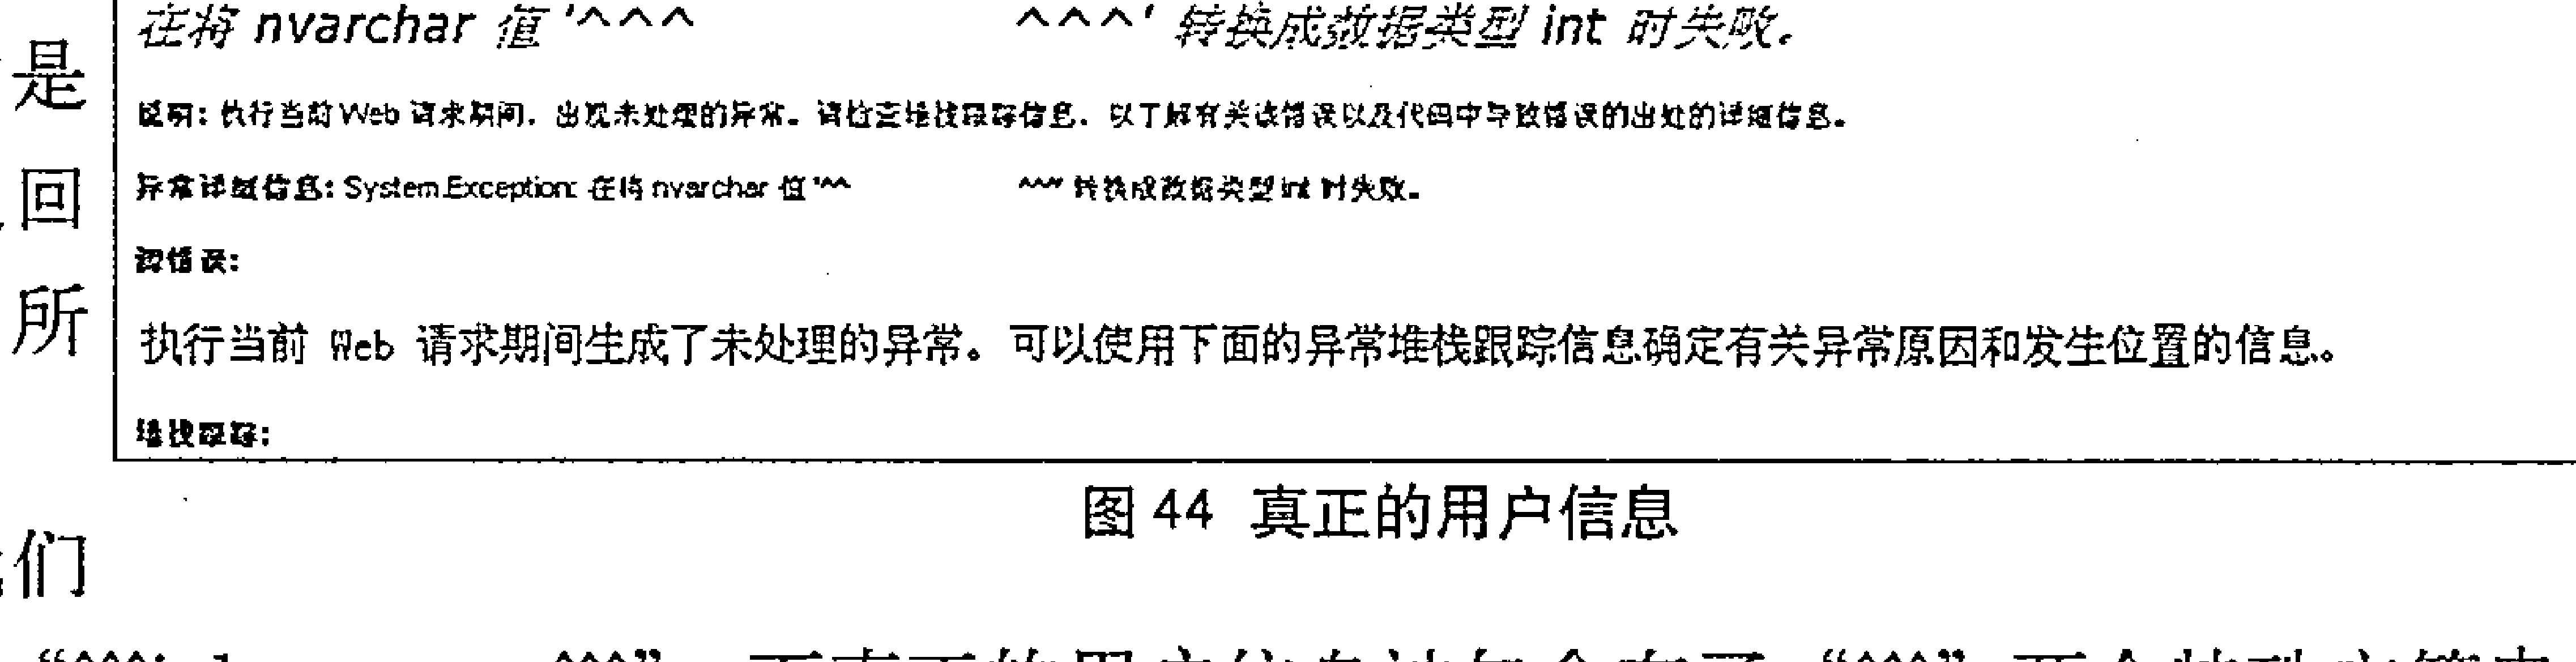 在将 nvarchar 值 '^^^ ^^^' 转换成数据类型 int 时失败。
是
说明: 执行当前 Web 请求期间，出现未处理的异常。请检查堆栈跟踪信息，以了解有关该错误以及代码中导致错误的出处的详细信息。
回
异常详细信息: System.Exception: 在将 nvarchar 值 '^^ ^^^' 转换成数据类型 int 时失败。
源错误:
所
执行当前 Web 请求期间生成了未处理的异常。可以使用下面的异常堆栈跟踪信息确定有关异常原因和发生位置的信息。
堆栈跟踪:
图 44 真正的用户信息
们